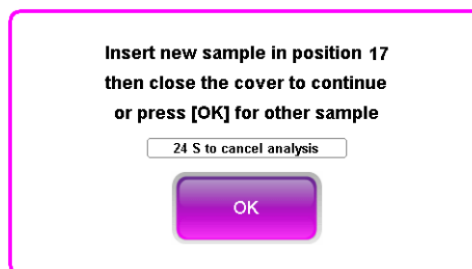 Insert new sample in position 17
then close the cover to continue
or press [OK] for other sample
24 S to cancel analysis
OK